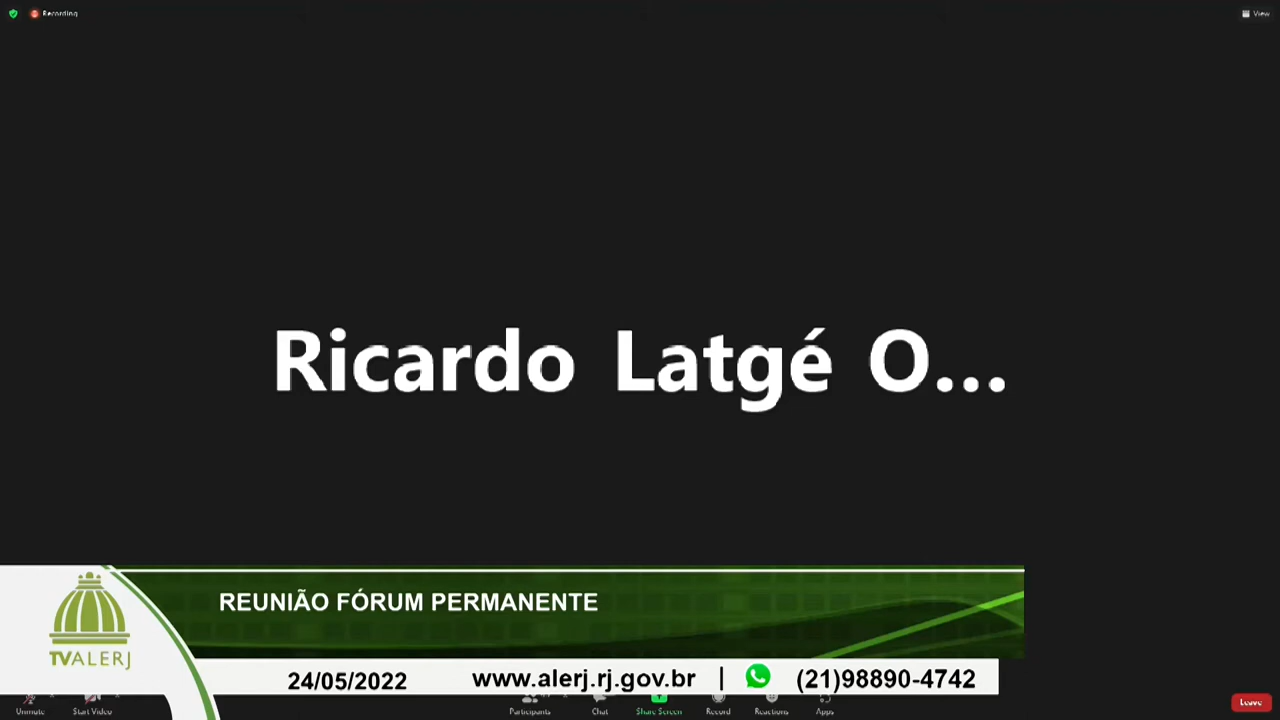 Recording
View
Ricardo Latgé O...
REUNIÃO FÓRUM PERMANENTE
TVALERJ
24/05/2022
www.alerj.rj.gov.br | (21)98890-4742
Unmute
Start Video
Participants
Chat
Share Screen
Record
Reactions
Apps
Leave